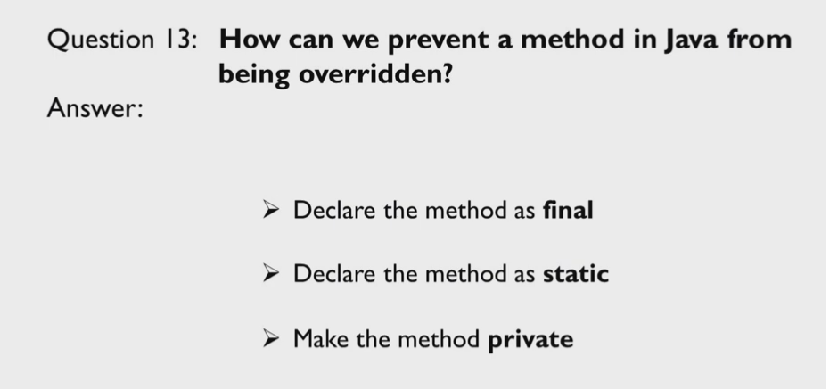 Question 13: How can we prevent a method in Java from
being overridden?
Answer:
➢ Declare the method as final
➢ Declare the method as static
➢ Make the method private